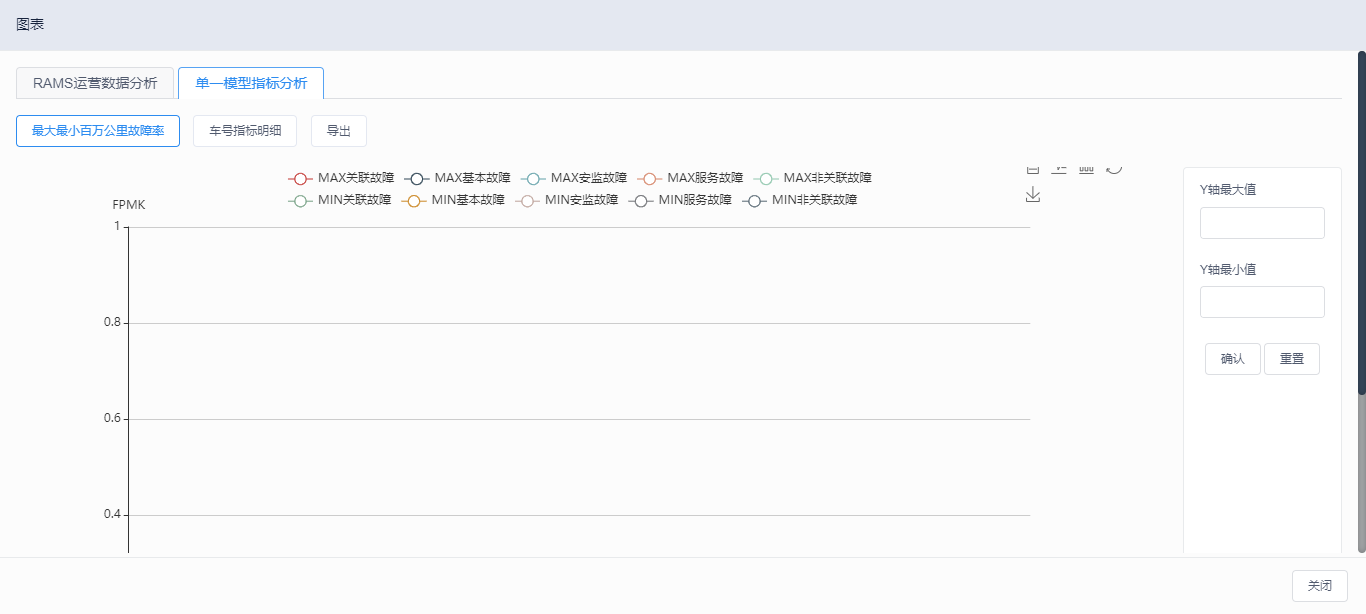 图表
RAMS运营数据分析 单一模型指标分析
最大最小百万公里故障率 车号指标明细 导出
MAX关联故障 MAX基本故障 MAX安监故障 MAX服务故障 MAX非关联故障
MIN关联故障 MIN基本故障 MIN安监故障 MIN服务故障 MIN非关联故障
FPMK
1
0.8
0.6
0.4
Y轴最大值
Y轴最小值
确认 重置
关闭